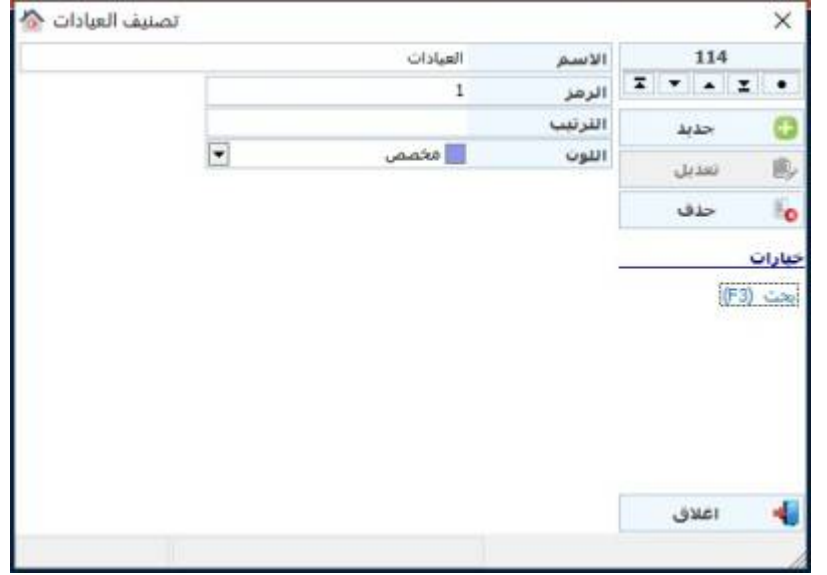 تصنيف العيادات
114
الاسم العيادات
الرمز 1
الترتيب
اللون مخصص
جديد
تعديل
حذف
خيارات
بحث (F3)
اغلاق